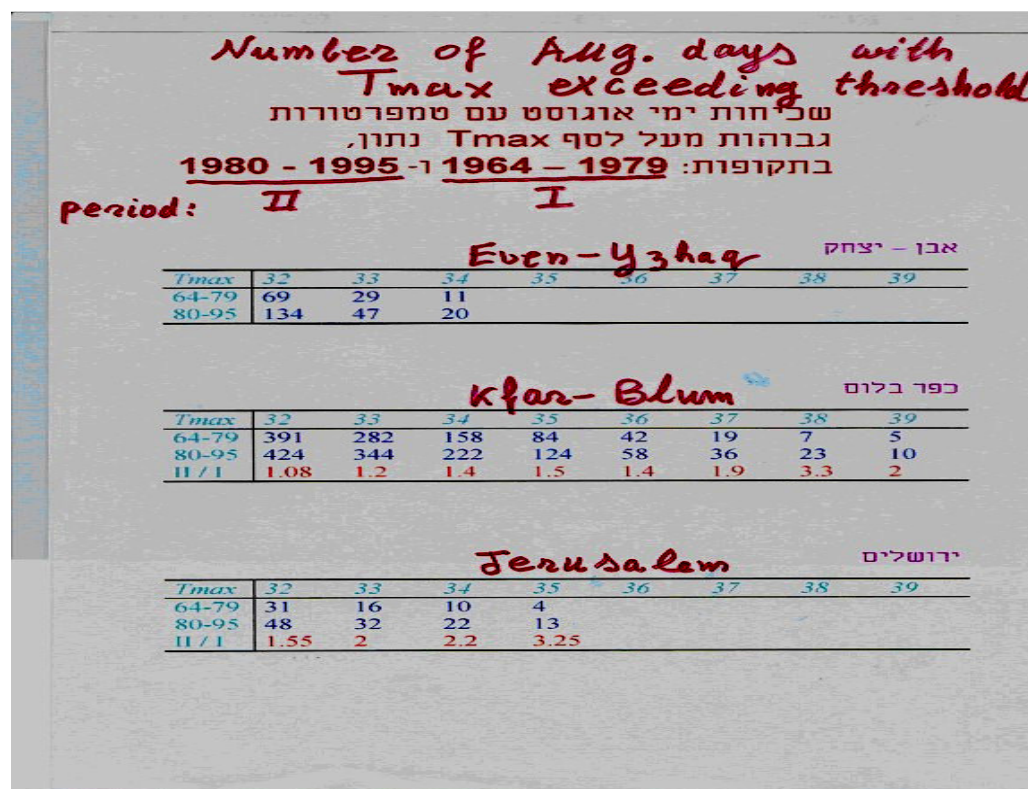 Number of Aug. days with
Tmax exceeding threshold
שכיחות ימי אוגוסט עם טמפרטורות
גבוהות מעל לסף Tmax נתון,
בתקופות: 1964 – 1979 ו- 1980 - 1995
period: II I
Even-Yzhaq אבן – יצחק
Tmax 32 33 34 35 36 37 38 39
64-79 69 29 11
80-95 134 47 20
Kfar-Blum כפר בלום
Tmax 32 33 34 35 36 37 38 39
64-79 391 282 158 84 42 19 7 5
80-95 424 344 222 124 58 36 23 10
II / I 1.08 1.2 1.4 1.5 1.4 1.9 3.3 2
Jerusalem ירושלים
Tmax 32 33 34 35 36 37 38 39
64-79 31 16 10 4
80-95 48 32 22 13
II / I 1.55 2 2.2 3.25